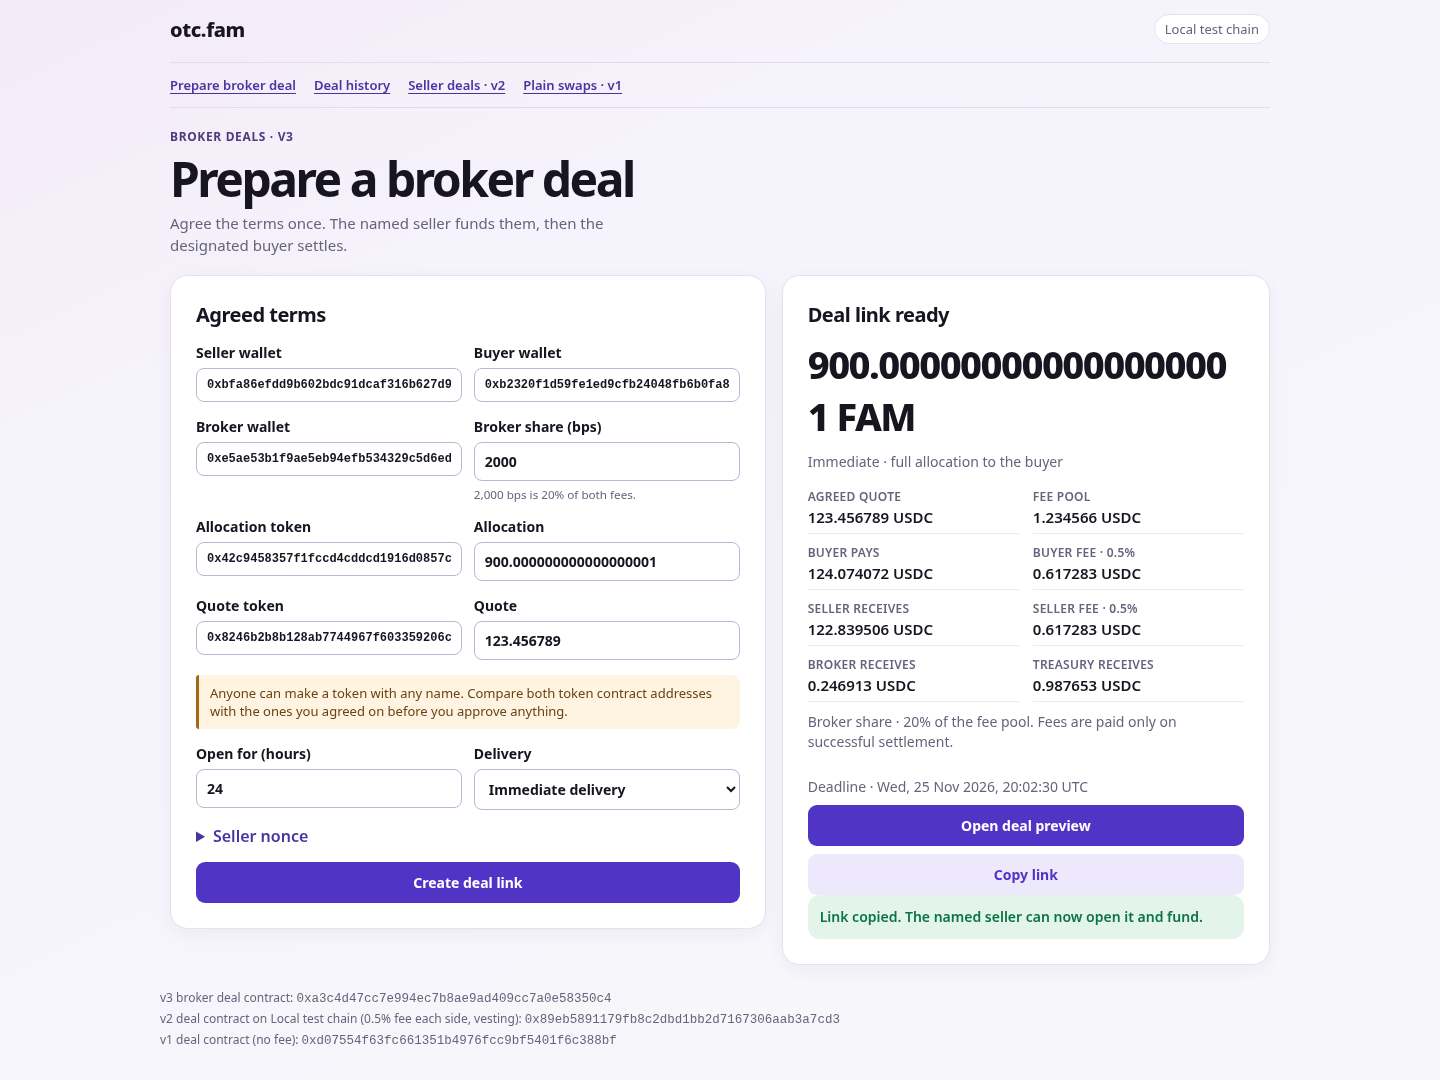 otc.fam
Local test chain
Prepare broker deal
Deal history
Seller deals · v2
Plain swaps · v1
BROKER DEALS · V3
Prepare a broker deal
Agree the terms once. The named seller funds them, then the
designated buyer settles.
Agreed terms
Seller wallet
Buyer wallet
0xbfa86efdd9b602bdc91dcaf316b627d9
0xb2320f1d59fe1ed9cfb24048fb6b0fa8
Broker wallet
Broker share (bps)
0xe5ae53b1f9ae5eb94efb534329c5d6ed
2000
2,000 bps is 20% of both fees.
Allocation token
Allocation
0x42c9458357f1fccd4cddcd1916d0857c
900.000000000000000001
Quote token
Quote
0x8246b2b8b128ab7744967f603359206c
123.456789
Anyone can make a token with any name. Compare both token contract addresses
with the ones you agreed on before you approve anything.
Open for (hours)
Delivery
24
Immediate delivery
Seller nonce
Create deal link
Deal link ready
900.00000000000000000
1 FAM
Immediate · full allocation to the buyer
AGREED QUOTE
FEE POOL
123.456789 USDC
1.234566 USDC
BUYER PAYS
BUYER FEE · 0.5%
124.074072 USDC
0.617283 USDC
SELLER RECEIVES
SELLER FEE · 0.5%
122.839506 USDC
0.617283 USDC
BROKER RECEIVES
TREASURY RECEIVES
0.246913 USDC
0.987653 USDC
Broker share · 20% of the fee pool. Fees are paid only on
successful settlement.
Deadline · Wed, 25 Nov 2026, 20:02:30 UTC
Open deal preview
Copy link
Link copied. The named seller can now open it and fund.
v3 broker deal contract: 0xa3c4d47cc7e994ec7b8ae9ad409cc7a0e58350c4
v2 deal contract on Local test chain (0.5% fee each side, vesting): 0x89eb5891179fb8c2dbd1bb2d7167306aab3a7cd3
v1 deal contract (no fee): 0xd07554f63fc661351b4976fcc9bf5401f6c388bf